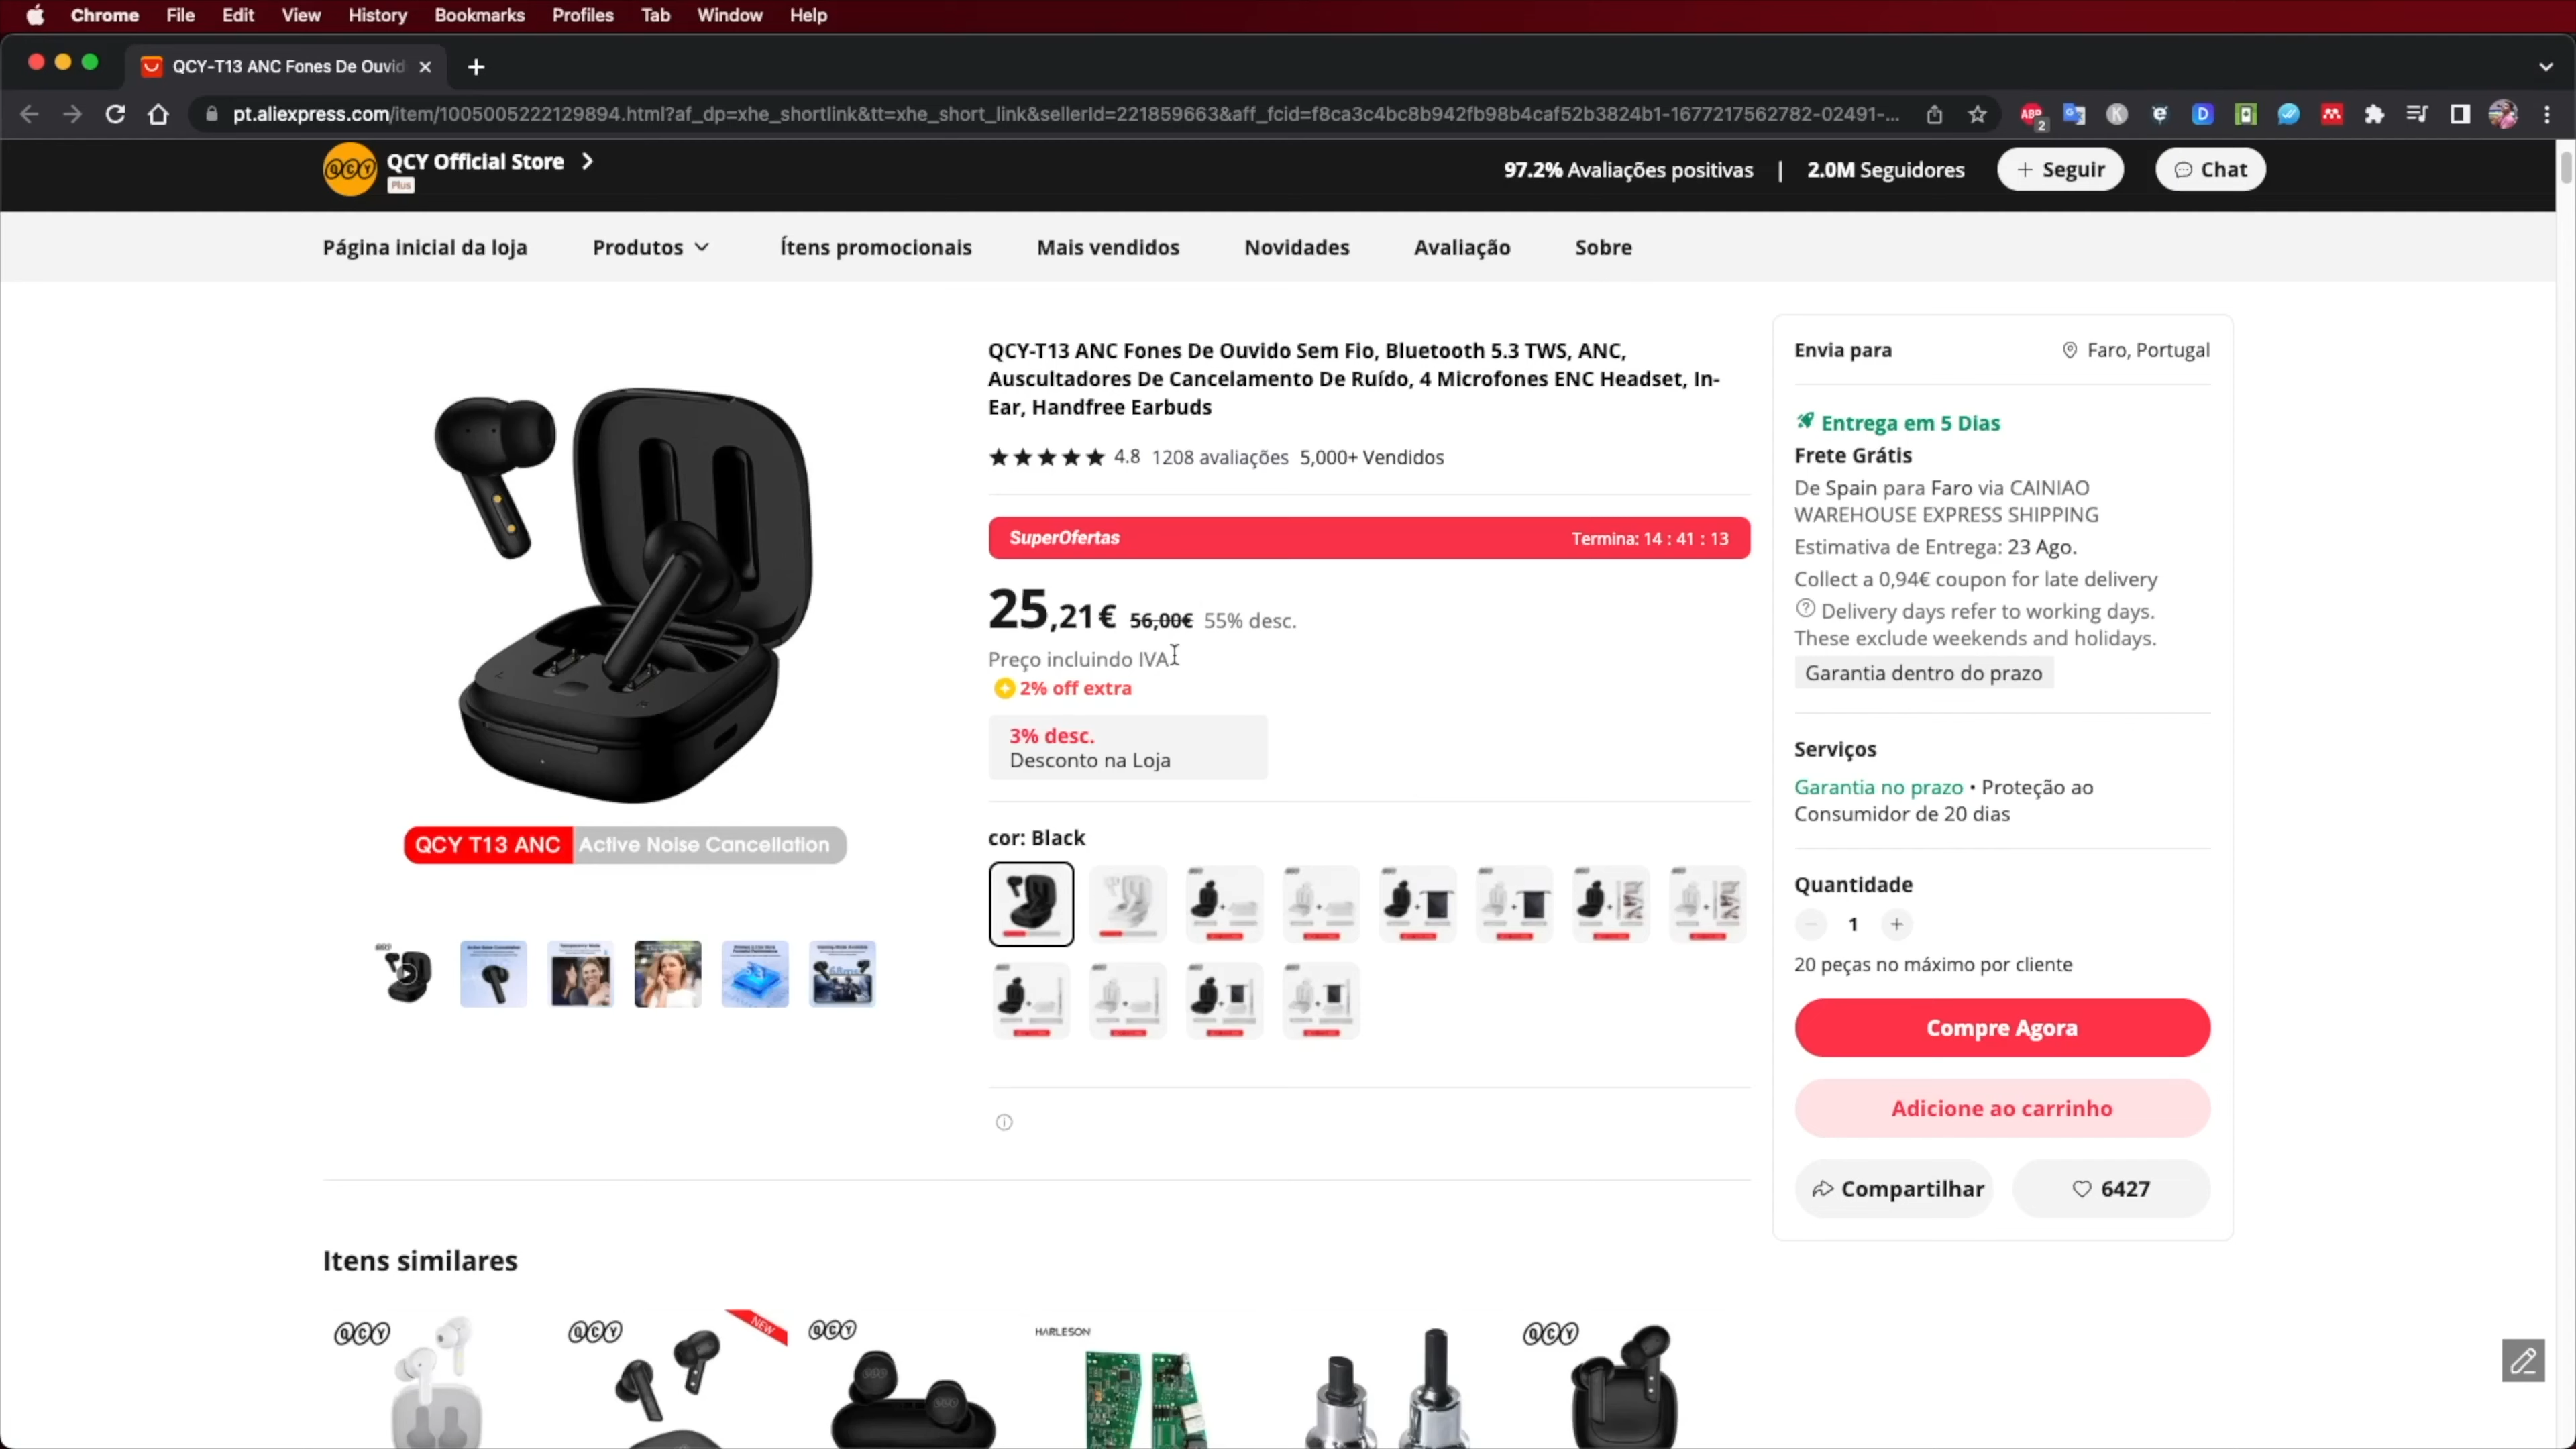 Chrome File Edit View History Bookmarks Profiles Tab Window Help
QCY-T13 ANC Fones De Ouvid
pt.aliexpress.com/item/1005005222129894.html?af_dp=xhe_shortlink&tt=xhe_short_link&sellerId=221859663&aff_fcid=f8ca3c4bc8b942fb98b4caf52b3824b1-1677217562782-02491-...
ABP
2
QCY
QCY Official Store
Plus
97.2% Avaliações positivas | 2.0M Seguidores
+ Seguir
Chat
Página inicial da loja Produtos Ítens promocionais Mais vendidos Novidades Avaliação Sobre
QCY-T13 ANC Fones De Ouvido Sem Fio, Bluetooth 5.3 TWS, ANC,
Auscultadores De Cancelamento De Ruído, 4 Microfones ENC Headset, In-
Ear, Handfree Earbuds
4.8 1208 avaliações 5,000+ Vendidos
SuperOfertas Termina: 14 : 41 : 13
25,21€ 56,00€ 55% desc.
Preço incluindo IVA
2% off extra
3% desc.
Desconto na Loja
cor: Black
QCY T13 ANC Active Noise Cancellation
Envia para Faro, Portugal
Entrega em 5 Dias
Frete Grátis
De Spain para Faro via CAINIAO
WAREHOUSE EXPRESS SHIPPING
Estimativa de Entrega: 23 Ago.
Collect a 0,94€ coupon for late delivery
Delivery days refer to working days.
These exclude weekends and holidays.
Garantia dentro do prazo
Serviços
Garantia no prazo • Proteção ao
Consumidor de 20 dias
Quantidade
1
20 peças no máximo por cliente
Compre Agora
Adicione ao carrinho
Compartilhar
6427
Itens similares
QCY
QCY
NEW
QCY
HARLESON
QCY